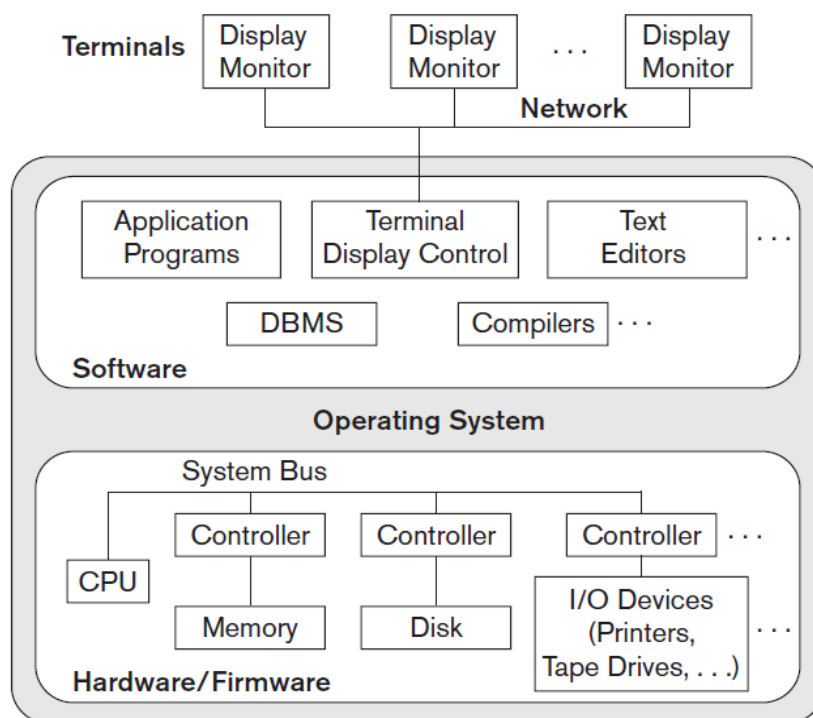 Terminals
Display
Monitor
Display
Monitor
. . .
Display
Monitor
Network
Application
Programs
Terminal
Display Control
Text
Editors
. . .
DBMS
Compilers
. . .
Software
Operating System
System Bus
Controller
Controller
Controller
. . .
CPU
Memory
Disk
I/O Devices
(Printers,
Tape Drives, . . .)
. . .
Hardware/Firmware